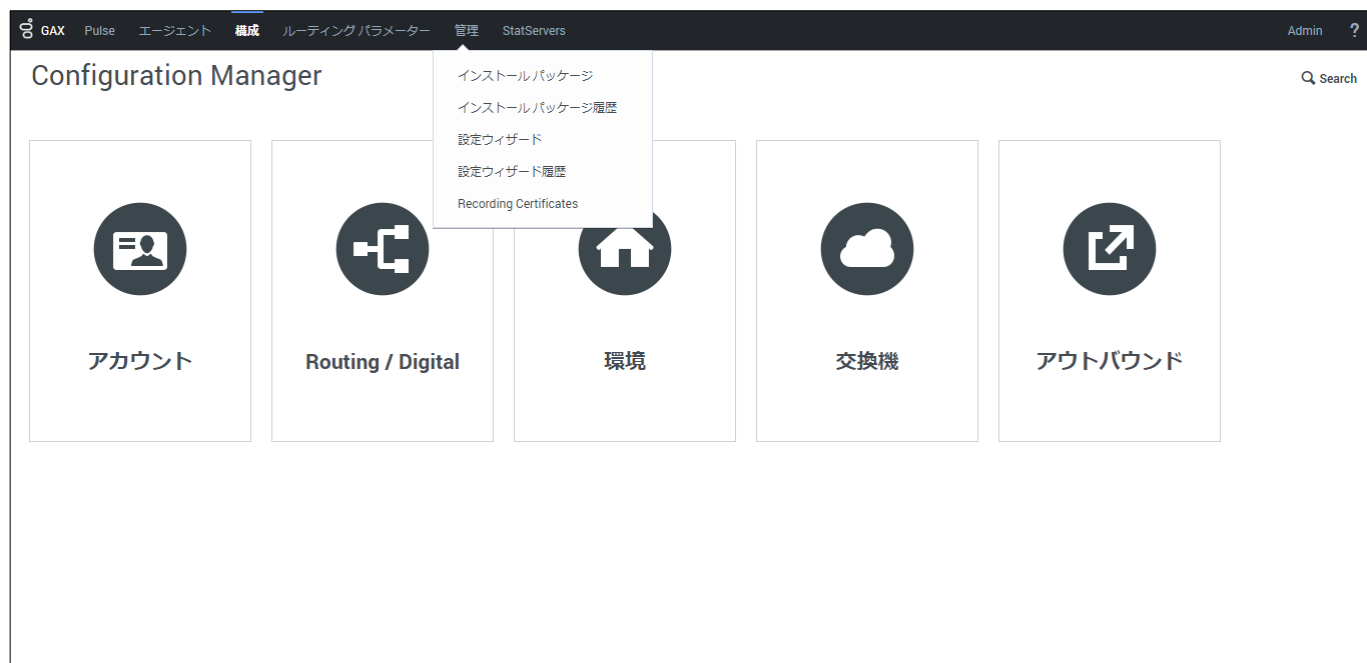 GAX Pulse エージェント 構成 ルーティング パラメーター 管理 StatServers Admin ?
Configuration Manager
Search
インストール パッケージ
インストール パッケージ履歴
設定ウィザード
設定ウィザード履歴
Recording Certificates
アカウント
Routing / Digital
環境
交換機
アウトバウンド